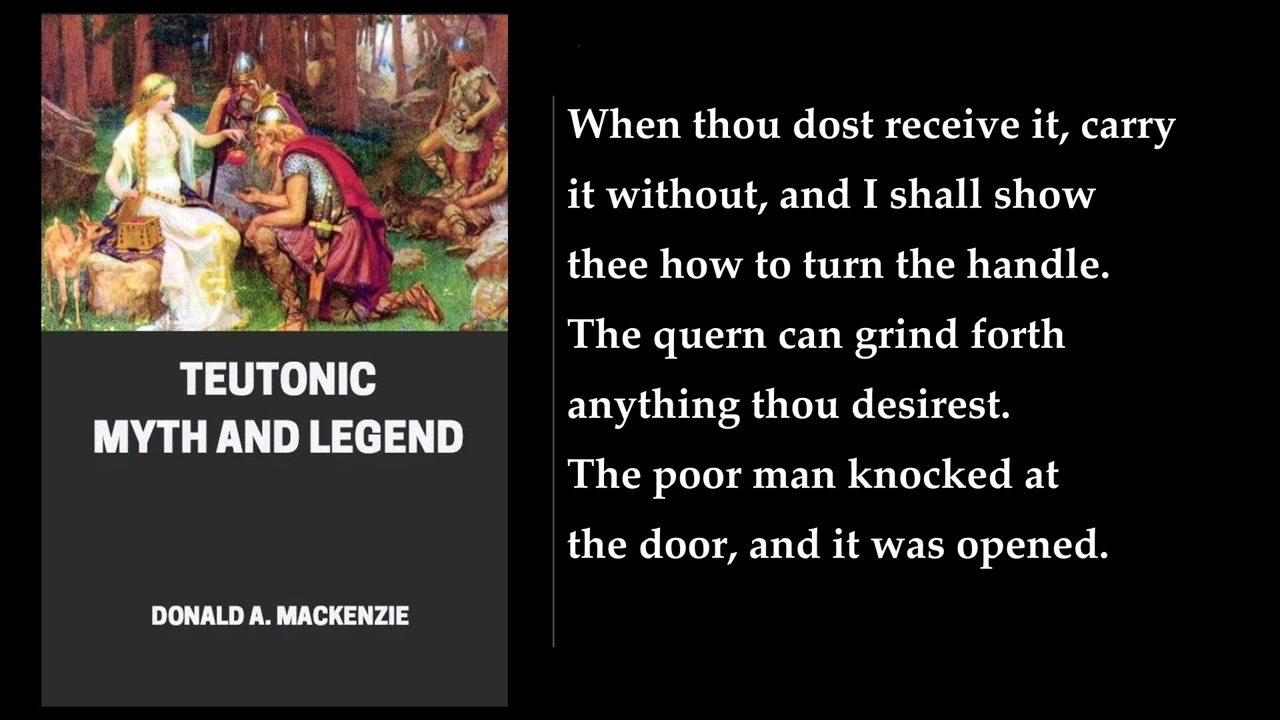 TEUTONIC
MYTH AND LEGEND
DONALD A. MACKENZIE
When thou dost receive it, carry
it without, and I shall show
thee how to turn the handle.
The quern can grind forth
anything thou desirest.
The poor man knocked at
the door, and it was opened.